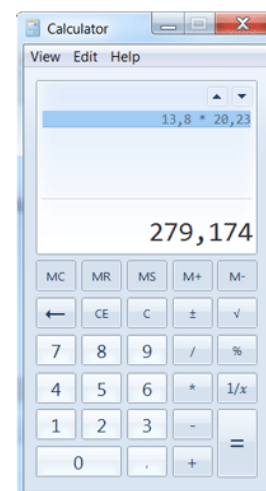 Calculator
View Edit Help
13,8 * 20,23
279,174
MC MR MS M+ M-
← CE C ± √
7 8 9 / %
4 5 6 * 1/x
1 2 3 - =
0 , +